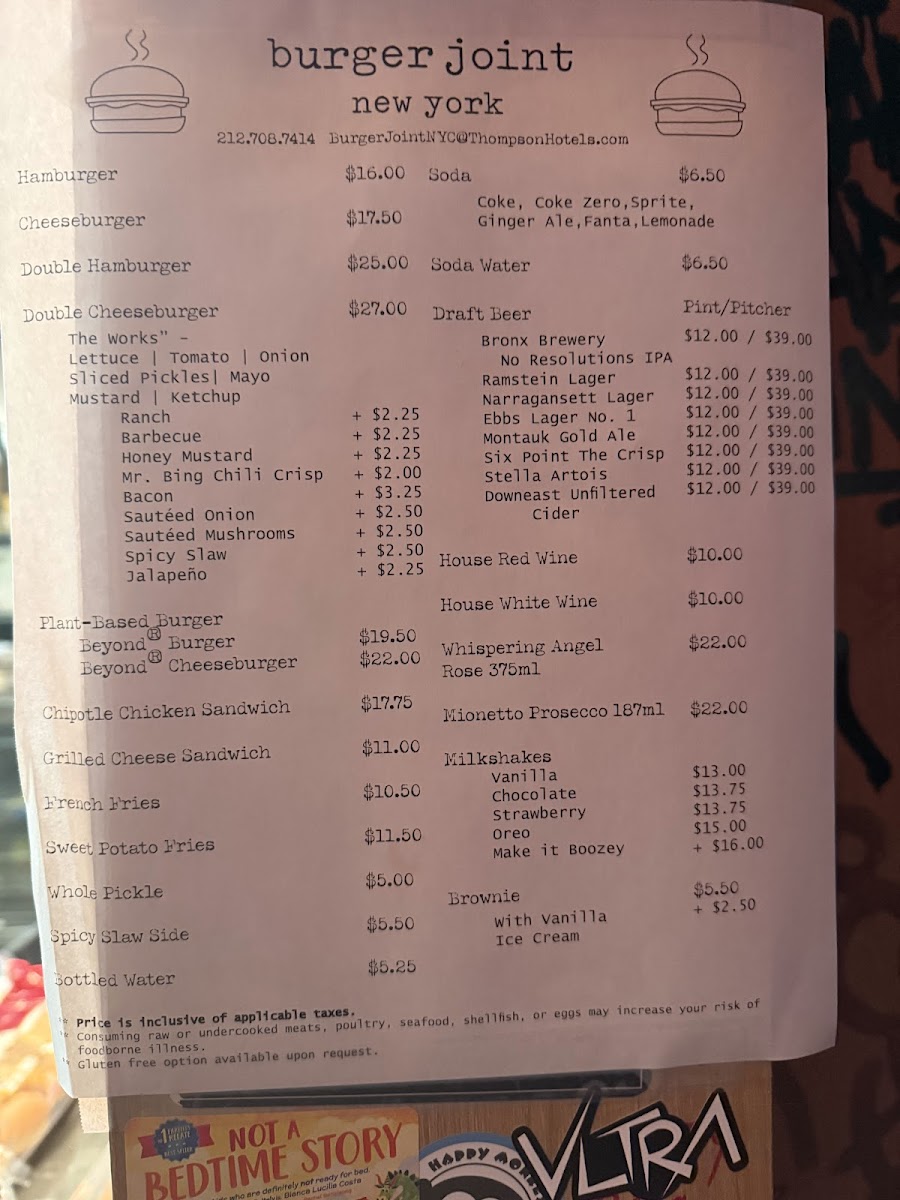 burger joint
new york
212.708.7414 BurgerJointNYC@ThompsonHotels.com
Hamburger $16.00
Cheeseburger $17.50
Double Hamburger $25.00
Double Cheeseburger $27.00
The Works" -
Lettuce | Tomato | Onion
Sliced Pickles| Mayo
Mustard | Ketchup
Ranch + $2.25
Barbecue + $2.25
Honey Mustard + $2.25
Mr. Bing Chili Crisp + $2.00
Bacon + $3.25
Sautéed Onion + $2.50
Sautéed Mushrooms + $2.50
Spicy Slaw + $2.50
Jalapeño + $2.25
Plant-Based Burger
Beyond® Burger $19.50
Beyond® Cheeseburger $22.00
Chipotle Chicken Sandwich $17.75
Grilled Cheese Sandwich $11.00
French Fries $10.50
Sweet Potato Fries $11.50
Whole Pickle $5.00
Spicy Slaw Side $5.50
Bottled Water $5.25
Soda $6.50
Coke, Coke Zero,Sprite,
Ginger Ale,Fanta,Lemonade
Soda Water $6.50
Draft Beer Pint/Pitcher
Bronx Brewery $12.00 / $39.00
No Resolutions IPA
Ramstein Lager $12.00 / $39.00
Narragansett Lager $12.00 / $39.00
Ebbs Lager No. 1 $12.00 / $39.00
Montauk Gold Ale $12.00 / $39.00
Six Point The Crisp $12.00 / $39.00
Stella Artois $12.00 / $39.00
Downeast Unfiltered $12.00 / $39.00
Cider
House Red Wine $10.00
House White Wine $10.00
Whispering Angel $22.00
Rose 375ml
Mionetto Prosecco 187ml $22.00
Milkshakes
Vanilla $13.00
Chocolate $13.75
Strawberry $13.75
Oreo $15.00
Make it Boozey + $16.00
Brownie $5.50
With Vanilla + $2.50
Ice Cream
** Price is inclusive of applicable taxes.
** Consuming raw or undercooked meats, poultry, seafood, shellfish, or eggs may increase your risk of
foodborne illness.
** Gluten free option available upon request.
NOT A
BEDTIME STORY
who are definitely not ready for bed.
Bianca Lucilla Costa
HAPPY
VLTRA